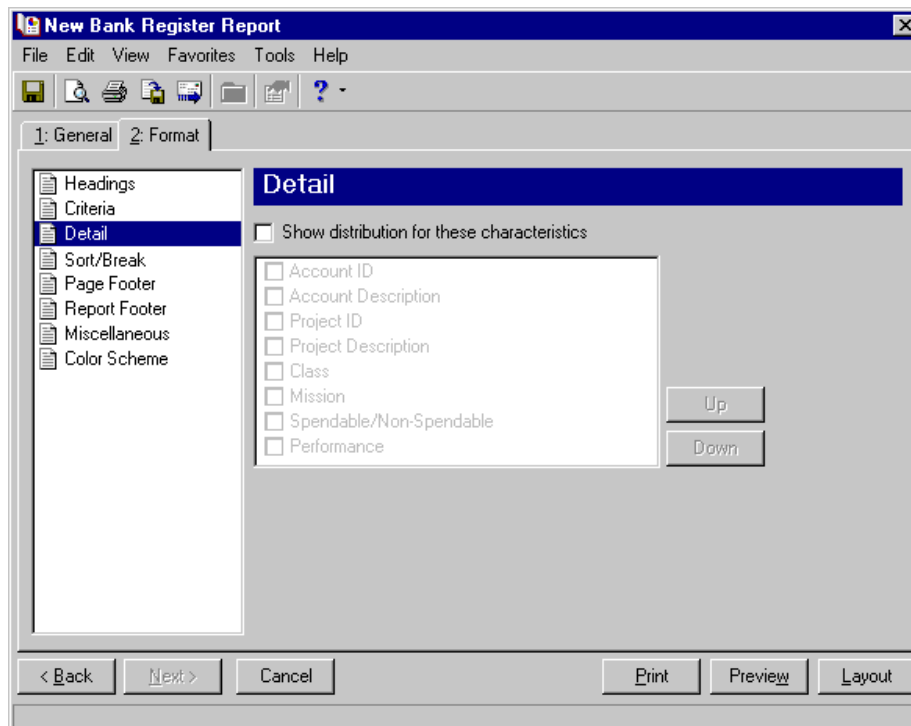 New Bank Register Report
File Edit View Favorites Tools Help
?
1: General 2: Format
Headings
Criteria
Detail
Sort/Break
Page Footer
Report Footer
Miscellaneous
Color Scheme
Detail
Show distribution for these characteristics
Account ID
Account Description
Project ID
Project Description
Class
Mission
Spendable/Non-Spendable
Performance
Up
Down
< Back Next > Cancel Print Preview Layout